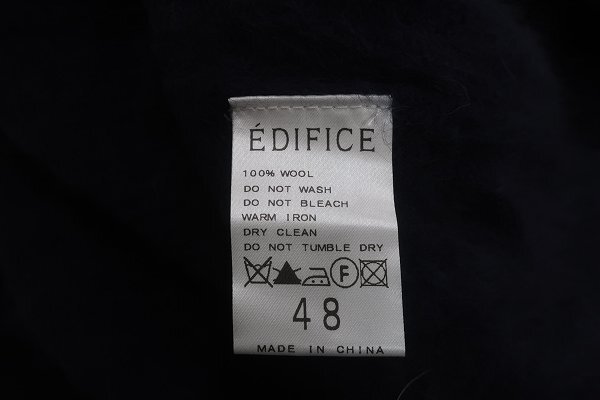 ÉDIFICE
100% WOOL
DO NOT WASH
DO NOT BLEACH
WARM IRON
DRY CLEAN
DO NOT TUMBLE DRY
F
48
MADE IN CHINA